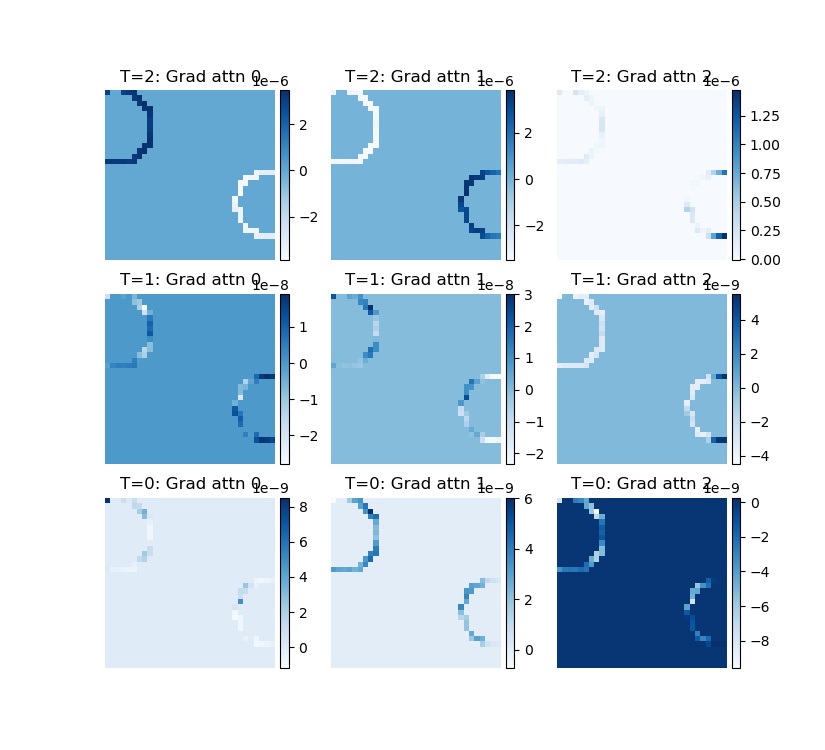 T=2: Grad attn 0
1e−6
T=2: Grad attn 1
1e−6
T=2: Grad attn 2
1e−6
2
0
−2
2
0
−2
1.25
1.00
0.75
0.50
0.25
0.00
T=1: Grad attn 0
1e−8
T=1: Grad attn 1
1e−8
T=1: Grad attn 2
1e−9
1
0
−1
−2
3
2
1
0
−1
−2
4
2
0
−2
−4
T=0: Grad attn 0
1e−9
T=0: Grad attn 1
1e−9
T=0: Grad attn 2
1e−9
8
6
4
2
0
6
4
2
0
0
−2
−4
−6
−8